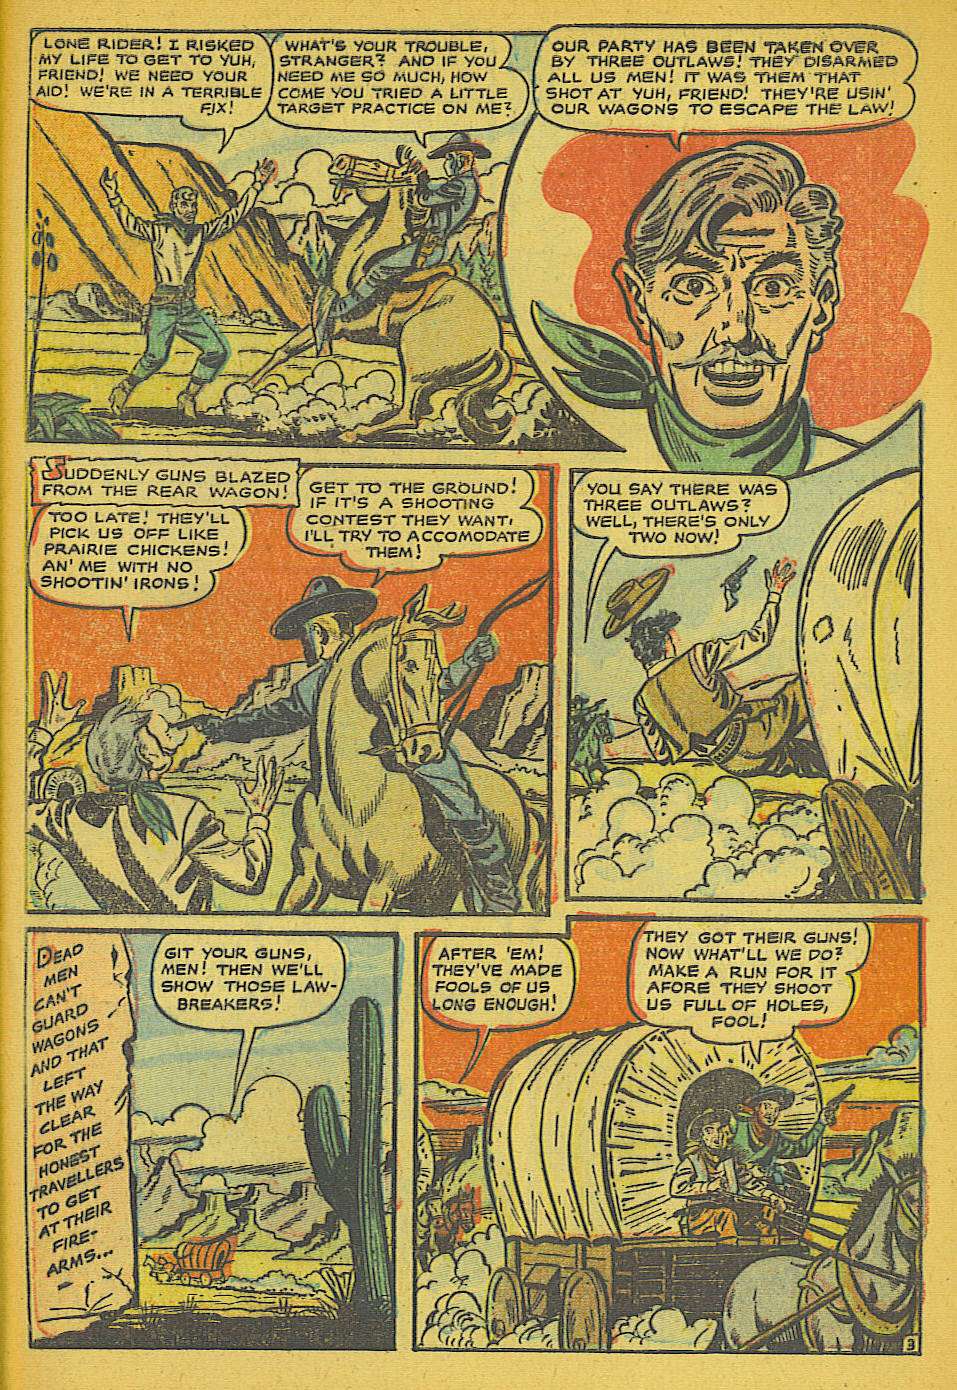 LONE RIDER! I RISKED
MY LIFE TO GET TO YUH,
FRIEND! WE NEED YOUR
AID! WE'RE IN A TERRIBLE
FIX!
WHAT'S YOUR TROUBLE,
STRANGER? AND IF YOU
NEED ME SO MUCH, HOW
COME YOU TRIED A LITTLE
TARGET PRACTICE ON ME?
OUR PARTY HAS BEEN TAKEN OVER
BY THREE OUTLAWS! THEY DISARMED
ALL US MEN! IT WAS THEM THAT
SHOT AT YUH, FRIEND! THEY'RE USIN'
OUR WAGONS TO ESCAPE THE LAW!
SUDDENLY GUNS BLAZED
FROM THE REAR WAGON!
TOO LATE! THEY'LL
PICK US OFF LIKE
PRAIRIE CHICKENS!
AN' ME WITH NO
SHOOTIN' IRONS!
GET TO THE GROUND!
IF IT'S A SHOOTING
CONTEST THEY WANT,
I'LL TRY TO ACCOMODATE
THEM!
YOU SAY THERE WAS
THREE OUTLAWS?
WELL, THERE'S ONLY
TWO NOW!
DEAD
MEN
CAN'T
GUARD
WAGONS
AND THAT
LEFT
THE WAY
CLEAR
FOR THE
HONEST
TRAVELLERS
TO GET
AT THEIR
FIRE-
ARMS...
GIT YOUR GUNS,
MEN! THEN WE'LL
SHOW THOSE LAW-
BREAKERS!
AFTER 'EM!
THEY'VE MADE
FOOLS OF US
LONG ENOUGH!
THEY GOT THEIR GUNS!
NOW WHAT'LL WE DO?
MAKE A RUN FOR IT
AFORE THEY SHOOT
US FULL OF HOLES,
FOOL!
3